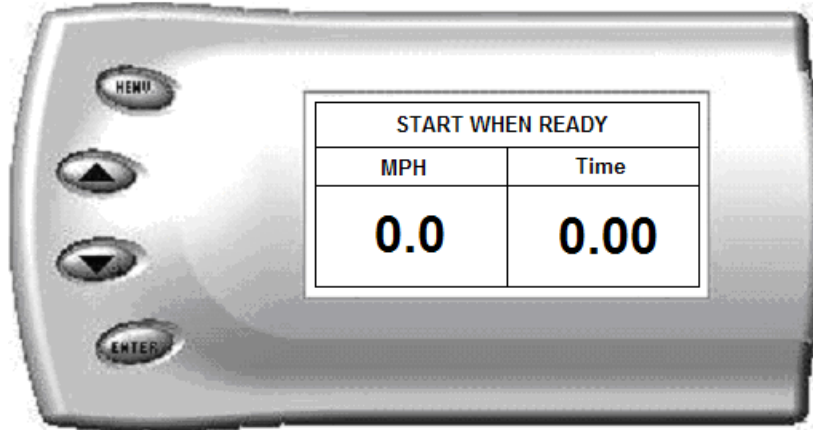 MENU
START WHEN READY
MPH Time
0.0 0.00
ENTER